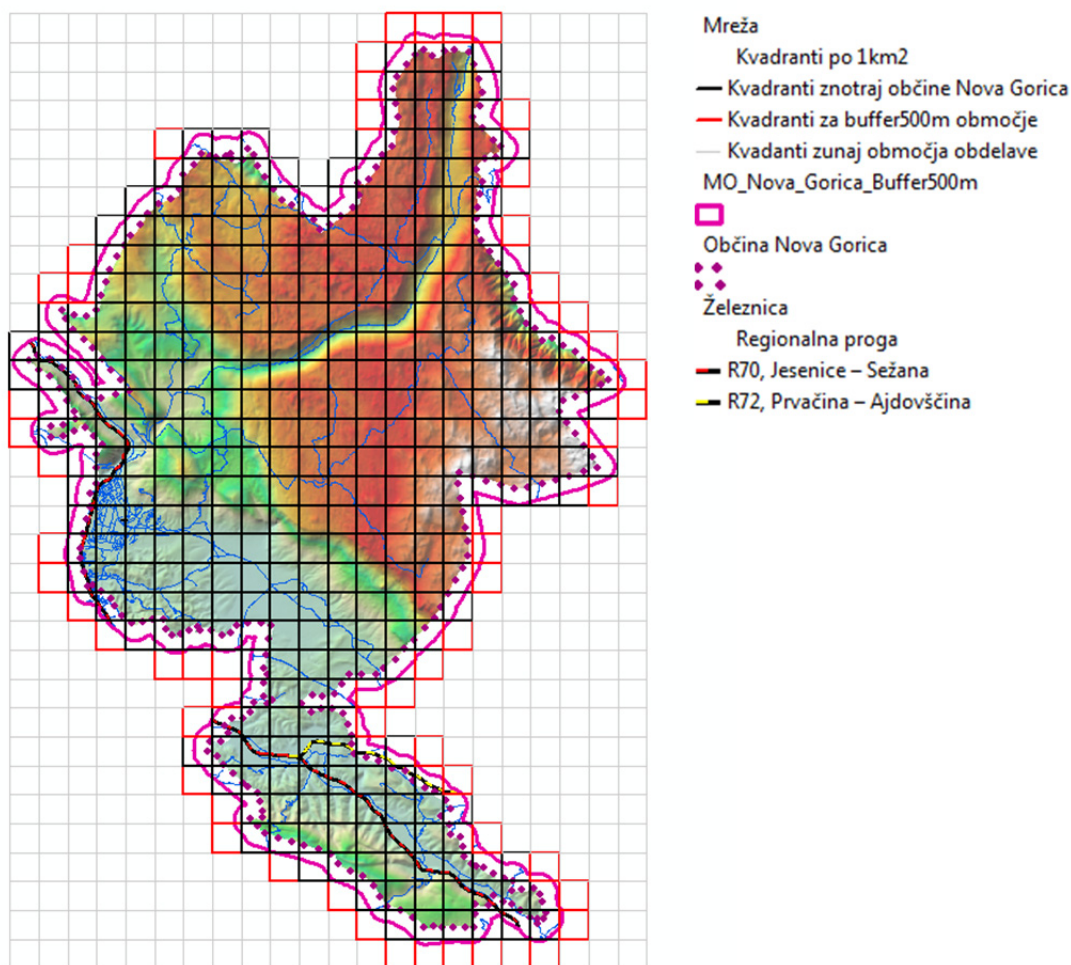 Mreža
Kvadranti po 1km2
Kvadranti znotraj občine Nova Gorica
Kvadranti za buffer500m območje
Kvadanti zunaj območja obdelave
MO_Nova_Gorica_Buffer500m
Občina Nova Gorica
Železnica
Regionalna proga
R70, Jesenice – Sežana
R72, Prvačina – Ajdovščina